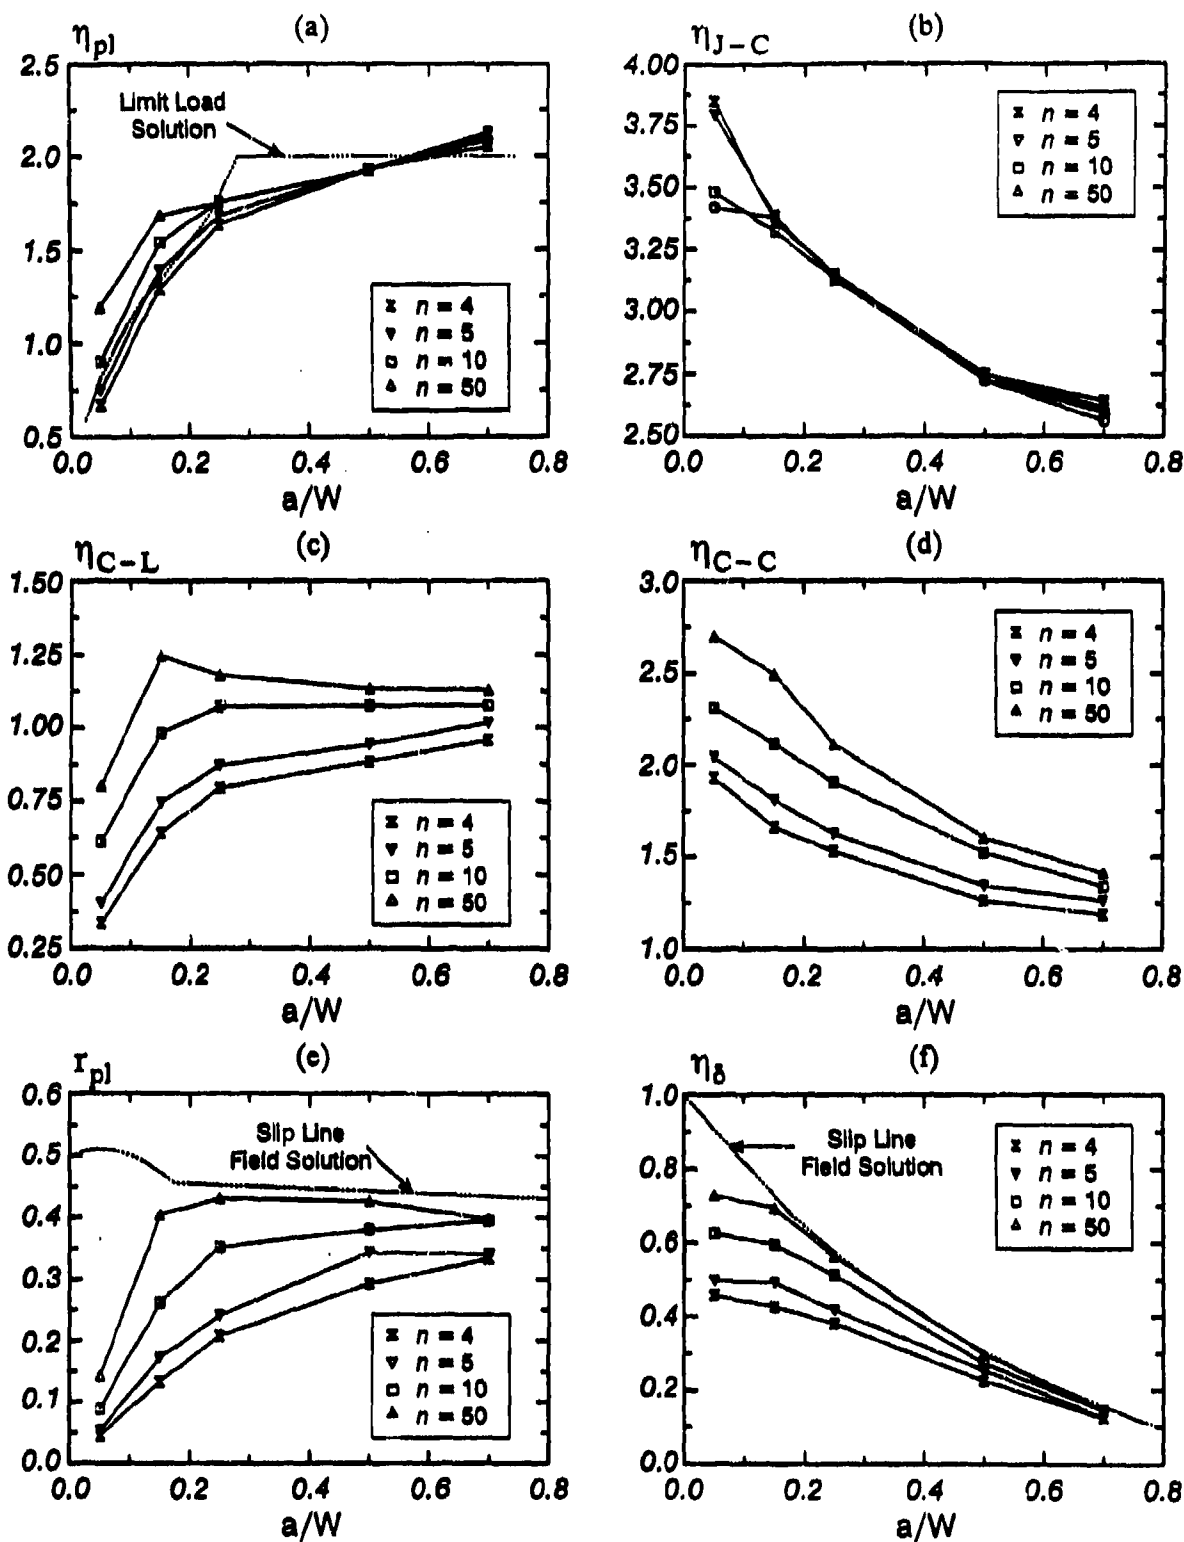 (a)
η_pl
2.5
2.0
1.5
1.0
0.5
Limit Load
Solution
n = 4
n = 5
n = 10
n = 50
0.0 0.2 0.4 0.6 0.8
a/W
(b)
η_J-C
4.00
3.75
3.50
3.25
3.00
2.75
2.50
n = 4
n = 5
n = 10
n = 50
0.0 0.2 0.4 0.6 0.8
a/W
(c)
η_C-L
1.50
1.25
1.00
0.75
0.50
0.25
n = 4
n = 5
n = 10
n = 50
0.0 0.2 0.4 0.6 0.8
a/W
(d)
η_C-C
3.0
2.5
2.0
1.5
1.0
n = 4
n = 5
n = 10
n = 50
0.0 0.2 0.4 0.6 0.8
a/W
(e)
r_pl
0.6
0.5
0.4
0.3
0.2
0.1
0.0
Slip Line
Field Solution
n = 4
n = 5
n = 10
n = 50
0.0 0.2 0.4 0.6 0.8
a/W
(f)
η_δ
1.0
0.8
0.6
0.4
0.2
0.0
Slip Line
Field Solution
n = 4
n = 5
n = 10
n = 50
0.0 0.2 0.4 0.6 0.8
a/W